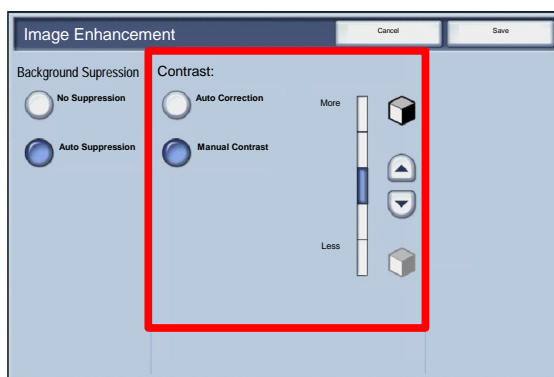 Image Enhancement
Cancel
Save
Background Supression
No Suppression
Auto Suppression
Contrast:
Auto Correction
Manual Contrast
More
Less